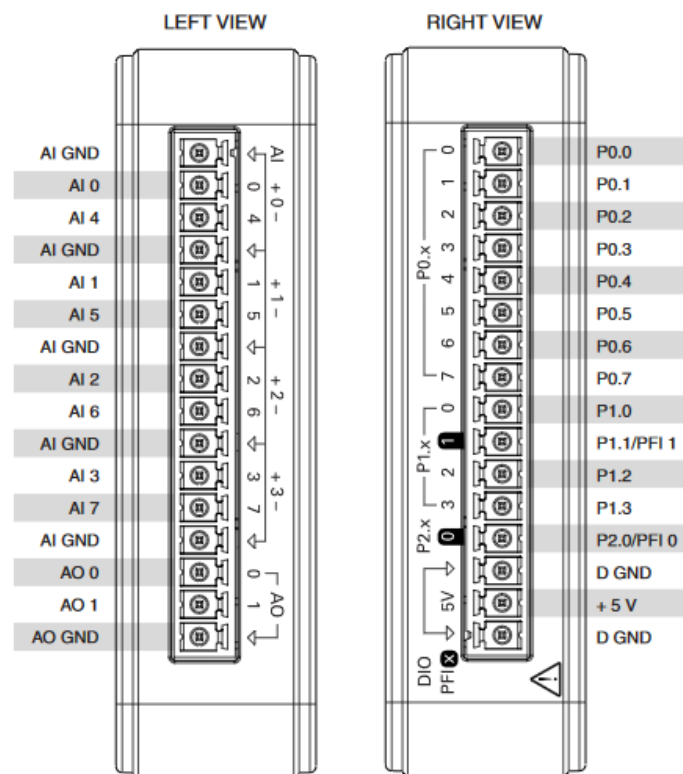 LEFT VIEW
AI GND
AI 0
AI 4
AI GND
AI 1
AI 5
AI GND
AI 2
AI 6
AI GND
AI 3
AI 7
AI GND
AO 0
AO 1
AO GND
AI
0
4
+0-
1
5
+1-
2
6
+2-
3
7
+3-
0
1
AO
RIGHT VIEW
P0.x
0
1
2
3
4
5
6
7
P1.x
0
1
2
3
P2.x
0
5V
DIO
PFI X
P0.0
P0.1
P0.2
P0.3
P0.4
P0.5
P0.6
P0.7
P1.0
P1.1/PFI 1
P1.2
P1.3
P2.0/PFI 0
D GND
+ 5 V
D GND